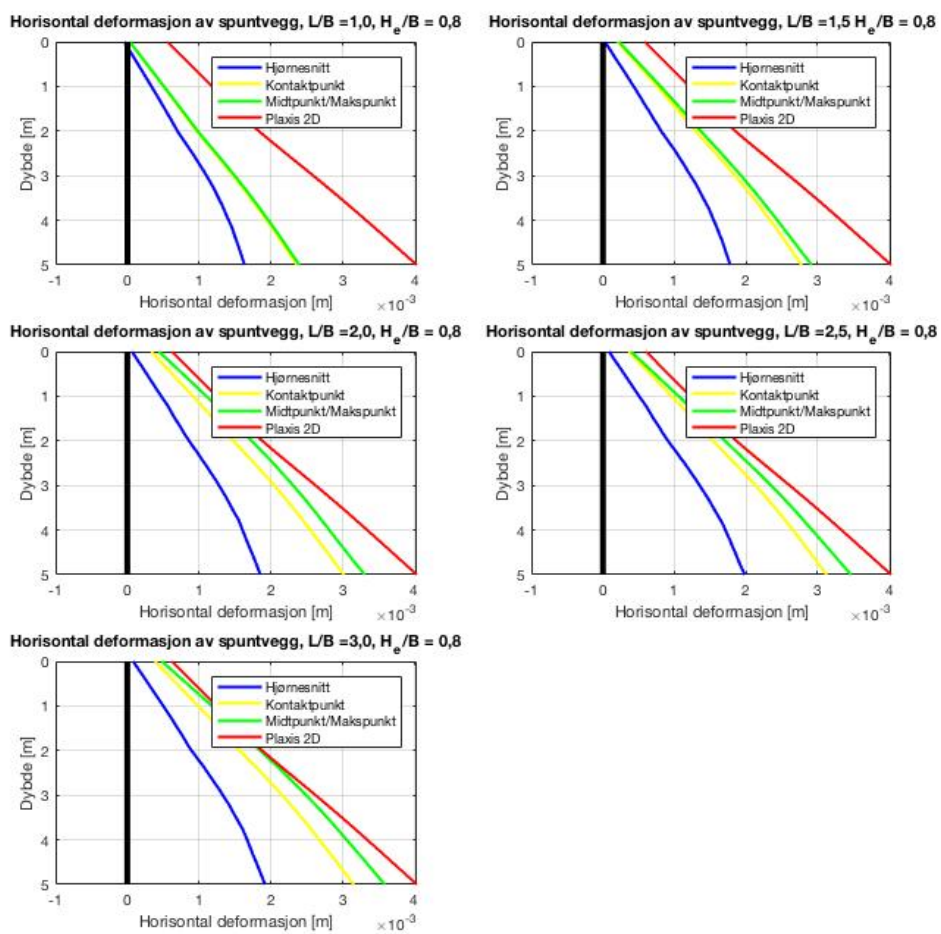 Horisontal deformasjon av spuntvegg, L/B =1,0, H_e/B = 0,8
0
1
2
3
4
5
Dybde [m]
Hjørnesnitt
Kontaktpunkt
Midtpunkt/Makspunkt
Plaxis 2D
-1 0 1 2 3 4
Horisontal deformasjon [m]
×10^-3
Horisontal deformasjon av spuntvegg, L/B =1,5 H_e/B = 0,8
0
1
2
3
4
5
Dybde [m]
Hjørnesnitt
Kontaktpunkt
Midtpunkt/Makspunkt
Plaxis 2D
-1 0 1 2 3 4
Horisontal deformasjon [m]
×10^-3
Horisontal deformasjon av spuntvegg, L/B =2,0, H_e/B = 0,8
0
1
2
3
4
5
Dybde [m]
Hjørnesnitt
Kontaktpunkt
Midtpunkt/Makspunkt
Plaxis 2D
-1 0 1 2 3 4
Horisontal deformasjon [m]
×10^-3
Horisontal deformasjon av spuntvegg, L/B =2,5, H_e/B = 0,8
0
1
2
3
4
5
Dybde [m]
Hjørnesnitt
Kontaktpunkt
Midtpunkt/Makspunkt
Plaxis 2D
-1 0 1 2 3 4
Horisontal deformasjon [m]
×10^-3
Horisontal deformasjon av spuntvegg, L/B =3,0, H_e/B = 0,8
0
1
2
3
4
5
Dybde [m]
Hjørnesnitt
Kontaktpunkt
Midtpunkt/Makspunkt
Plaxis 2D
-1 0 1 2 3 4
Horisontal deformasjon [m]
×10^-3